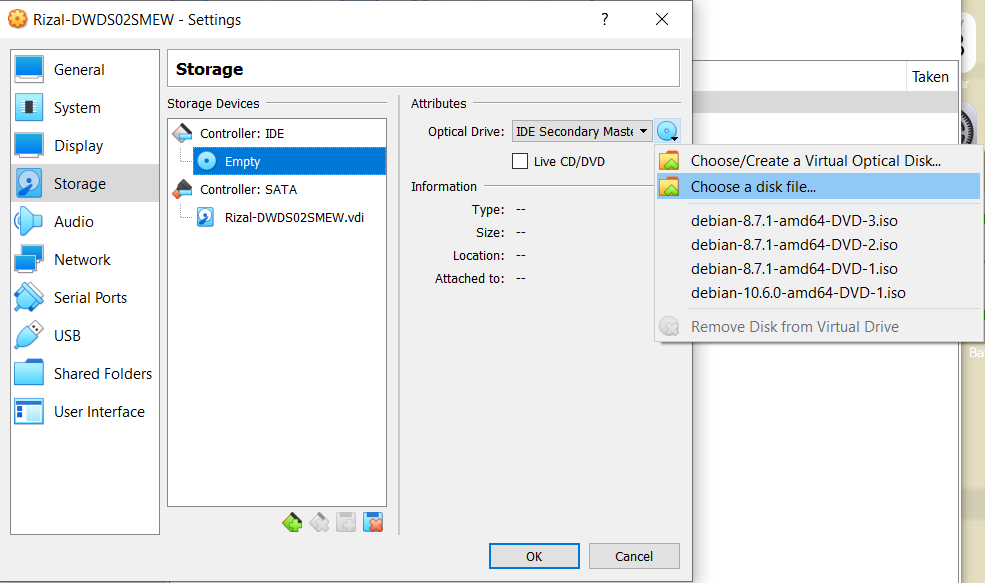 Rizal-DWDS02SMEW - Settings
?
General
System
Display
Storage
Audio
Network
Serial Ports
USB
Shared Folders
User Interface
Storage
Storage Devices
Controller: IDE
Empty
Controller: SATA
Rizal-DWDS02SMEW.vdi
Attributes
Optical Drive: IDE Secondary Maste
Live CD/DVD
Information
Type: --
Size: --
Location: --
Attached to: --
OK
Cancel
Taken
Choose/Create a Virtual Optical Disk...
Choose a disk file...
debian-8.7.1-amd64-DVD-3.iso
debian-8.7.1-amd64-DVD-2.iso
debian-8.7.1-amd64-DVD-1.iso
debian-10.6.0-amd64-DVD-1.iso
Remove Disk from Virtual Drive
Ba